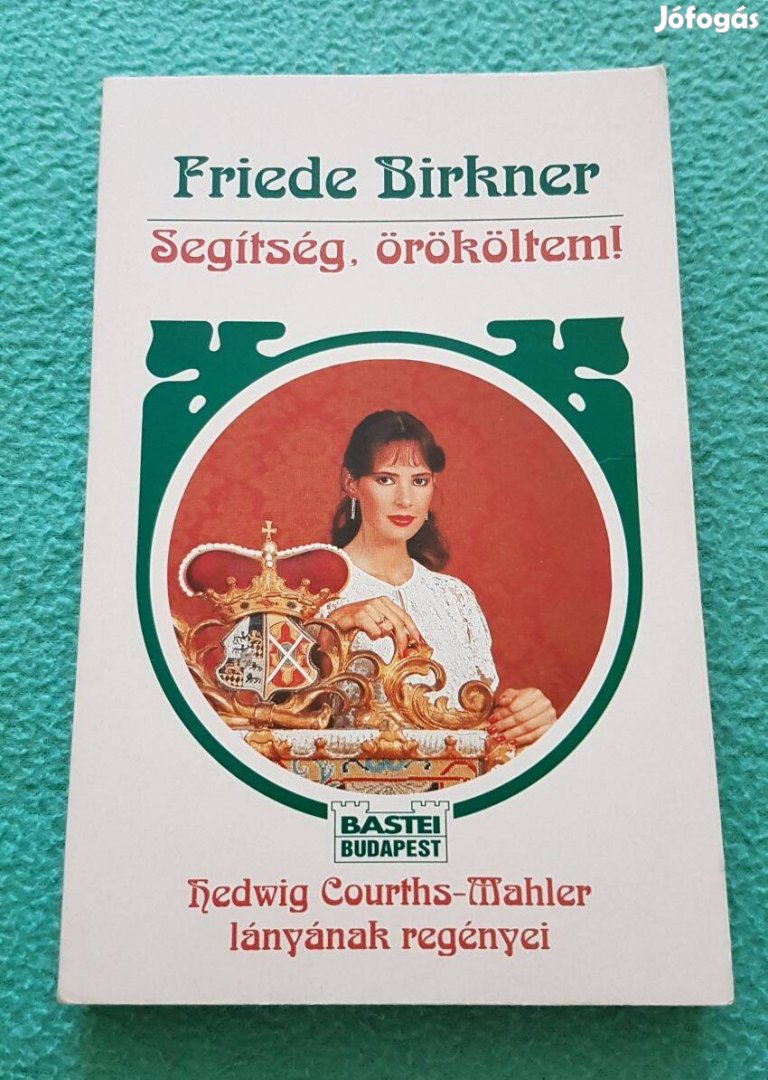 Jófogás
Friede Birkner
Segítség, örököltem!
BASTEI
BUDAPEST
Hedwig Courths-Mahler
lányának regényei